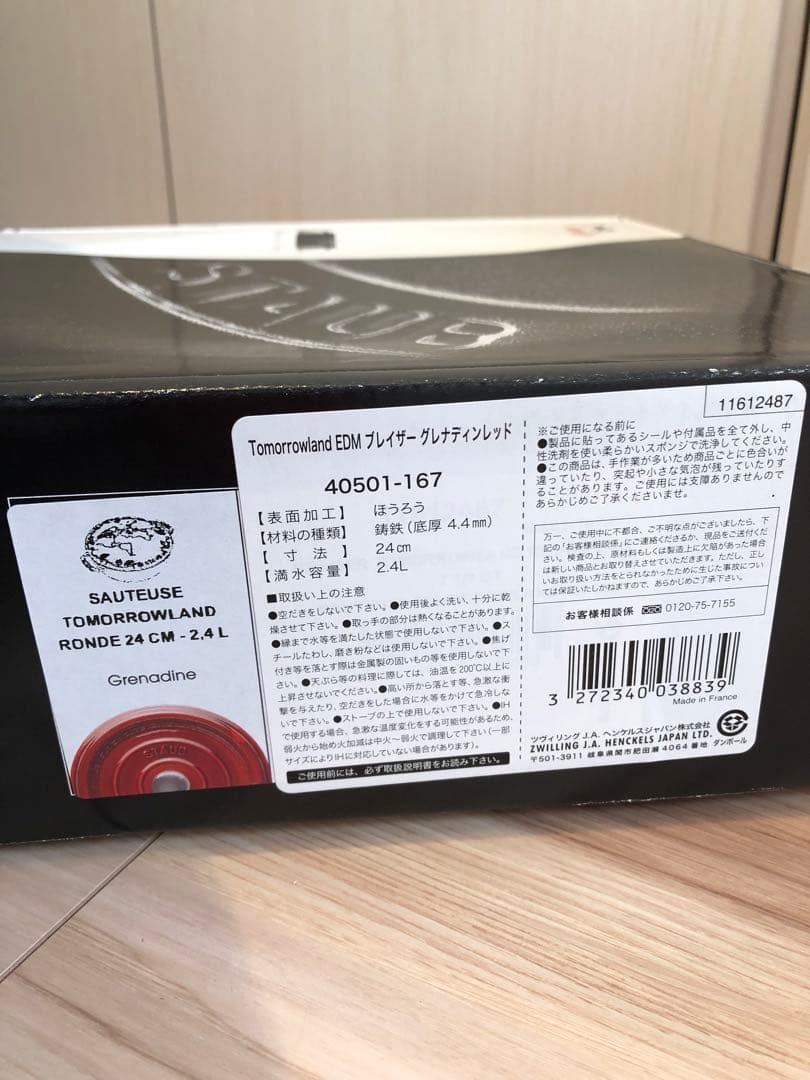 STAUB
SAUTEUSE
TOMORROWLAND
RONDE 24 CM - 2,4 L
Grenadine
STAUB
Tomorrowland EDM ブレイザー グレナディンレッド
40501-167
【表面加工】 ほうろう
【材料の種類】 鋳鉄（底厚 4.4㎜）
【 寸 法 】 24㎝
【満水容量】 2.4L
■取扱い上の注意
●空だきをしないで下さい。●使用後よく洗い、十分に乾
燥させて下さい。●取っ手の部分は熱くなることがあります。
●縁まで水等を満たした状態で使用しないで下さい。●ス
チールたわし、磨き粉などは使用しないで下さい。●焦げ
付き等を落とす際は金属製の固いもの等を使用しないで下
さい。●天ぷら等の料理に際しては、油温を200℃以上に
上昇させないでください。●高い所から落とす等、急激な衝
撃を与えたり、空だきをした場合に水等をかけて急冷しな
いで下さい。●ストーブの上で使用しないで下さい。●IH
で使用する場合、急激な温度変化をする可能性があるため、
弱火から始め火加減は中火～弱火で調理して下さい（一部
サイズによりIHに対応していない場合があります）。
ご使用前には、必ず取扱説明書をお読み下さい。
11612487
※ご使用になる前に
●製品に貼ってあるシールや付属品を全て外し、中
性洗剤を使い柔らかいスポンジで洗浄してください。
●この商品は、手作業が多いため商品ごとに色合いが
違っていたり、突起や小さな気泡が残っていたりす
ることがあります。ご使用には支障ありませんので
あらかじめご了承くださいませ。
万一、ご使用中に不都合、ご不明な点がございましたら、下
記の「お客様相談係」にご連絡くださるか、現品をご送付くだ
さい。検査の上、原材料もしくは製造上に欠陥があった場合
は新しい商品とお取り替えさせていただきます。ただし、正し
いお取り扱い方法をとられなかったために生じた事故につい
ては保証いたしかねますので、あらかじめご了承下さい。
お客様相談係 0120-75-7155
3 272340 038839
Made in France
ツヴィリング J.A. ヘンケルスジャパン株式会社
ZWILLING J.A. HENCKELS JAPAN LTD.
〒501-3911 岐阜県関市肥田瀬 4064 番地
ダンボール